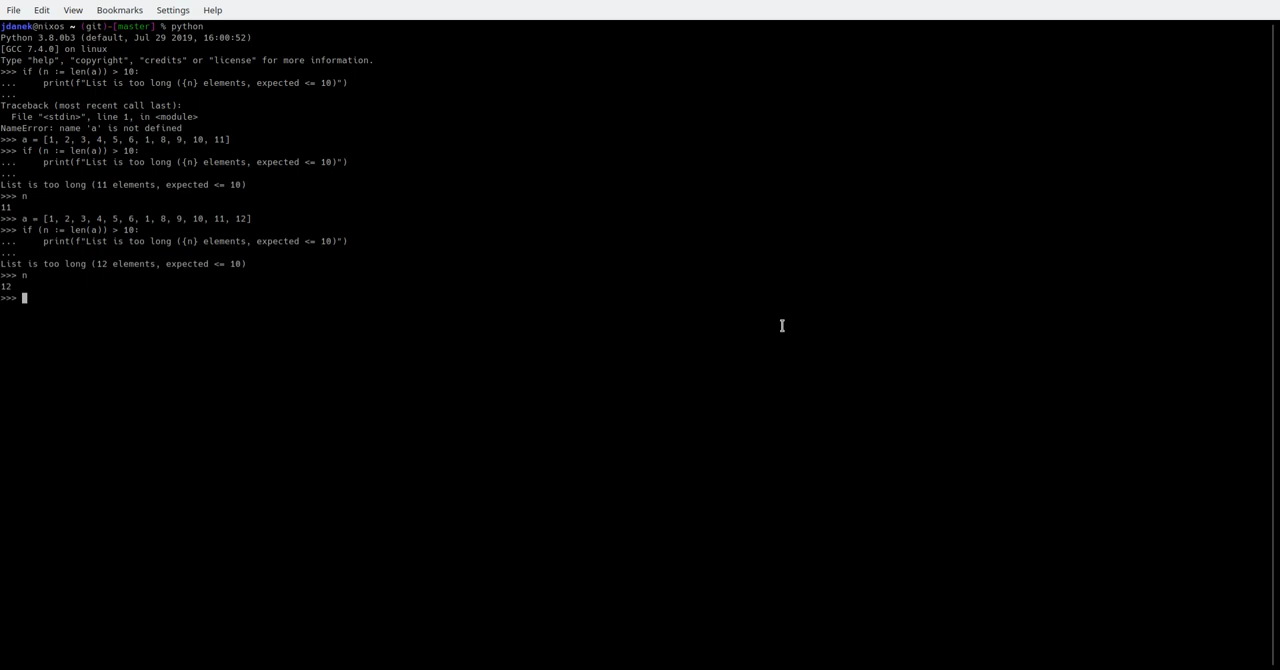 File Edit View Bookmarks Settings Help
jdanek@nixos ~ (git)-[master] % python
Python 3.8.0b3 (default, Jul 29 2019, 16:00:52)
[GCC 7.4.0] on linux
Type "help", "copyright", "credits" or "license" for more information.
>>> if (n := len(a)) > 10:
...     print(f"List is too long ({n} elements, expected <= 10)")
...
Traceback (most recent call last):
  File "<stdin>", line 1, in <module>
NameError: name 'a' is not defined
>>> a = [1, 2, 3, 4, 5, 6, 1, 8, 9, 10, 11]
>>> if (n := len(a)) > 10:
...     print(f"List is too long ({n} elements, expected <= 10)")
...
List is too long (11 elements, expected <= 10)
>>> n
11
>>> a = [1, 2, 3, 4, 5, 6, 1, 8, 9, 10, 11, 12]
>>> if (n := len(a)) > 10:
...     print(f"List is too long ({n} elements, expected <= 10)")
...
List is too long (12 elements, expected <= 10)
>>> n
12
>>>